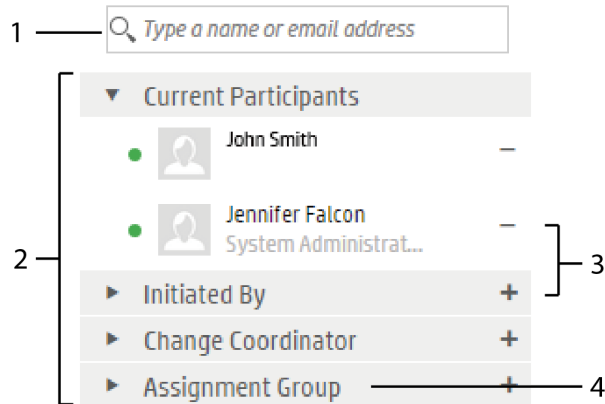 1
Type a name or email address
Current Participants
John Smith
Jennifer Falcon
System Administrat...
2
3
Initiated By
Change Coordinator
Assignment Group
4